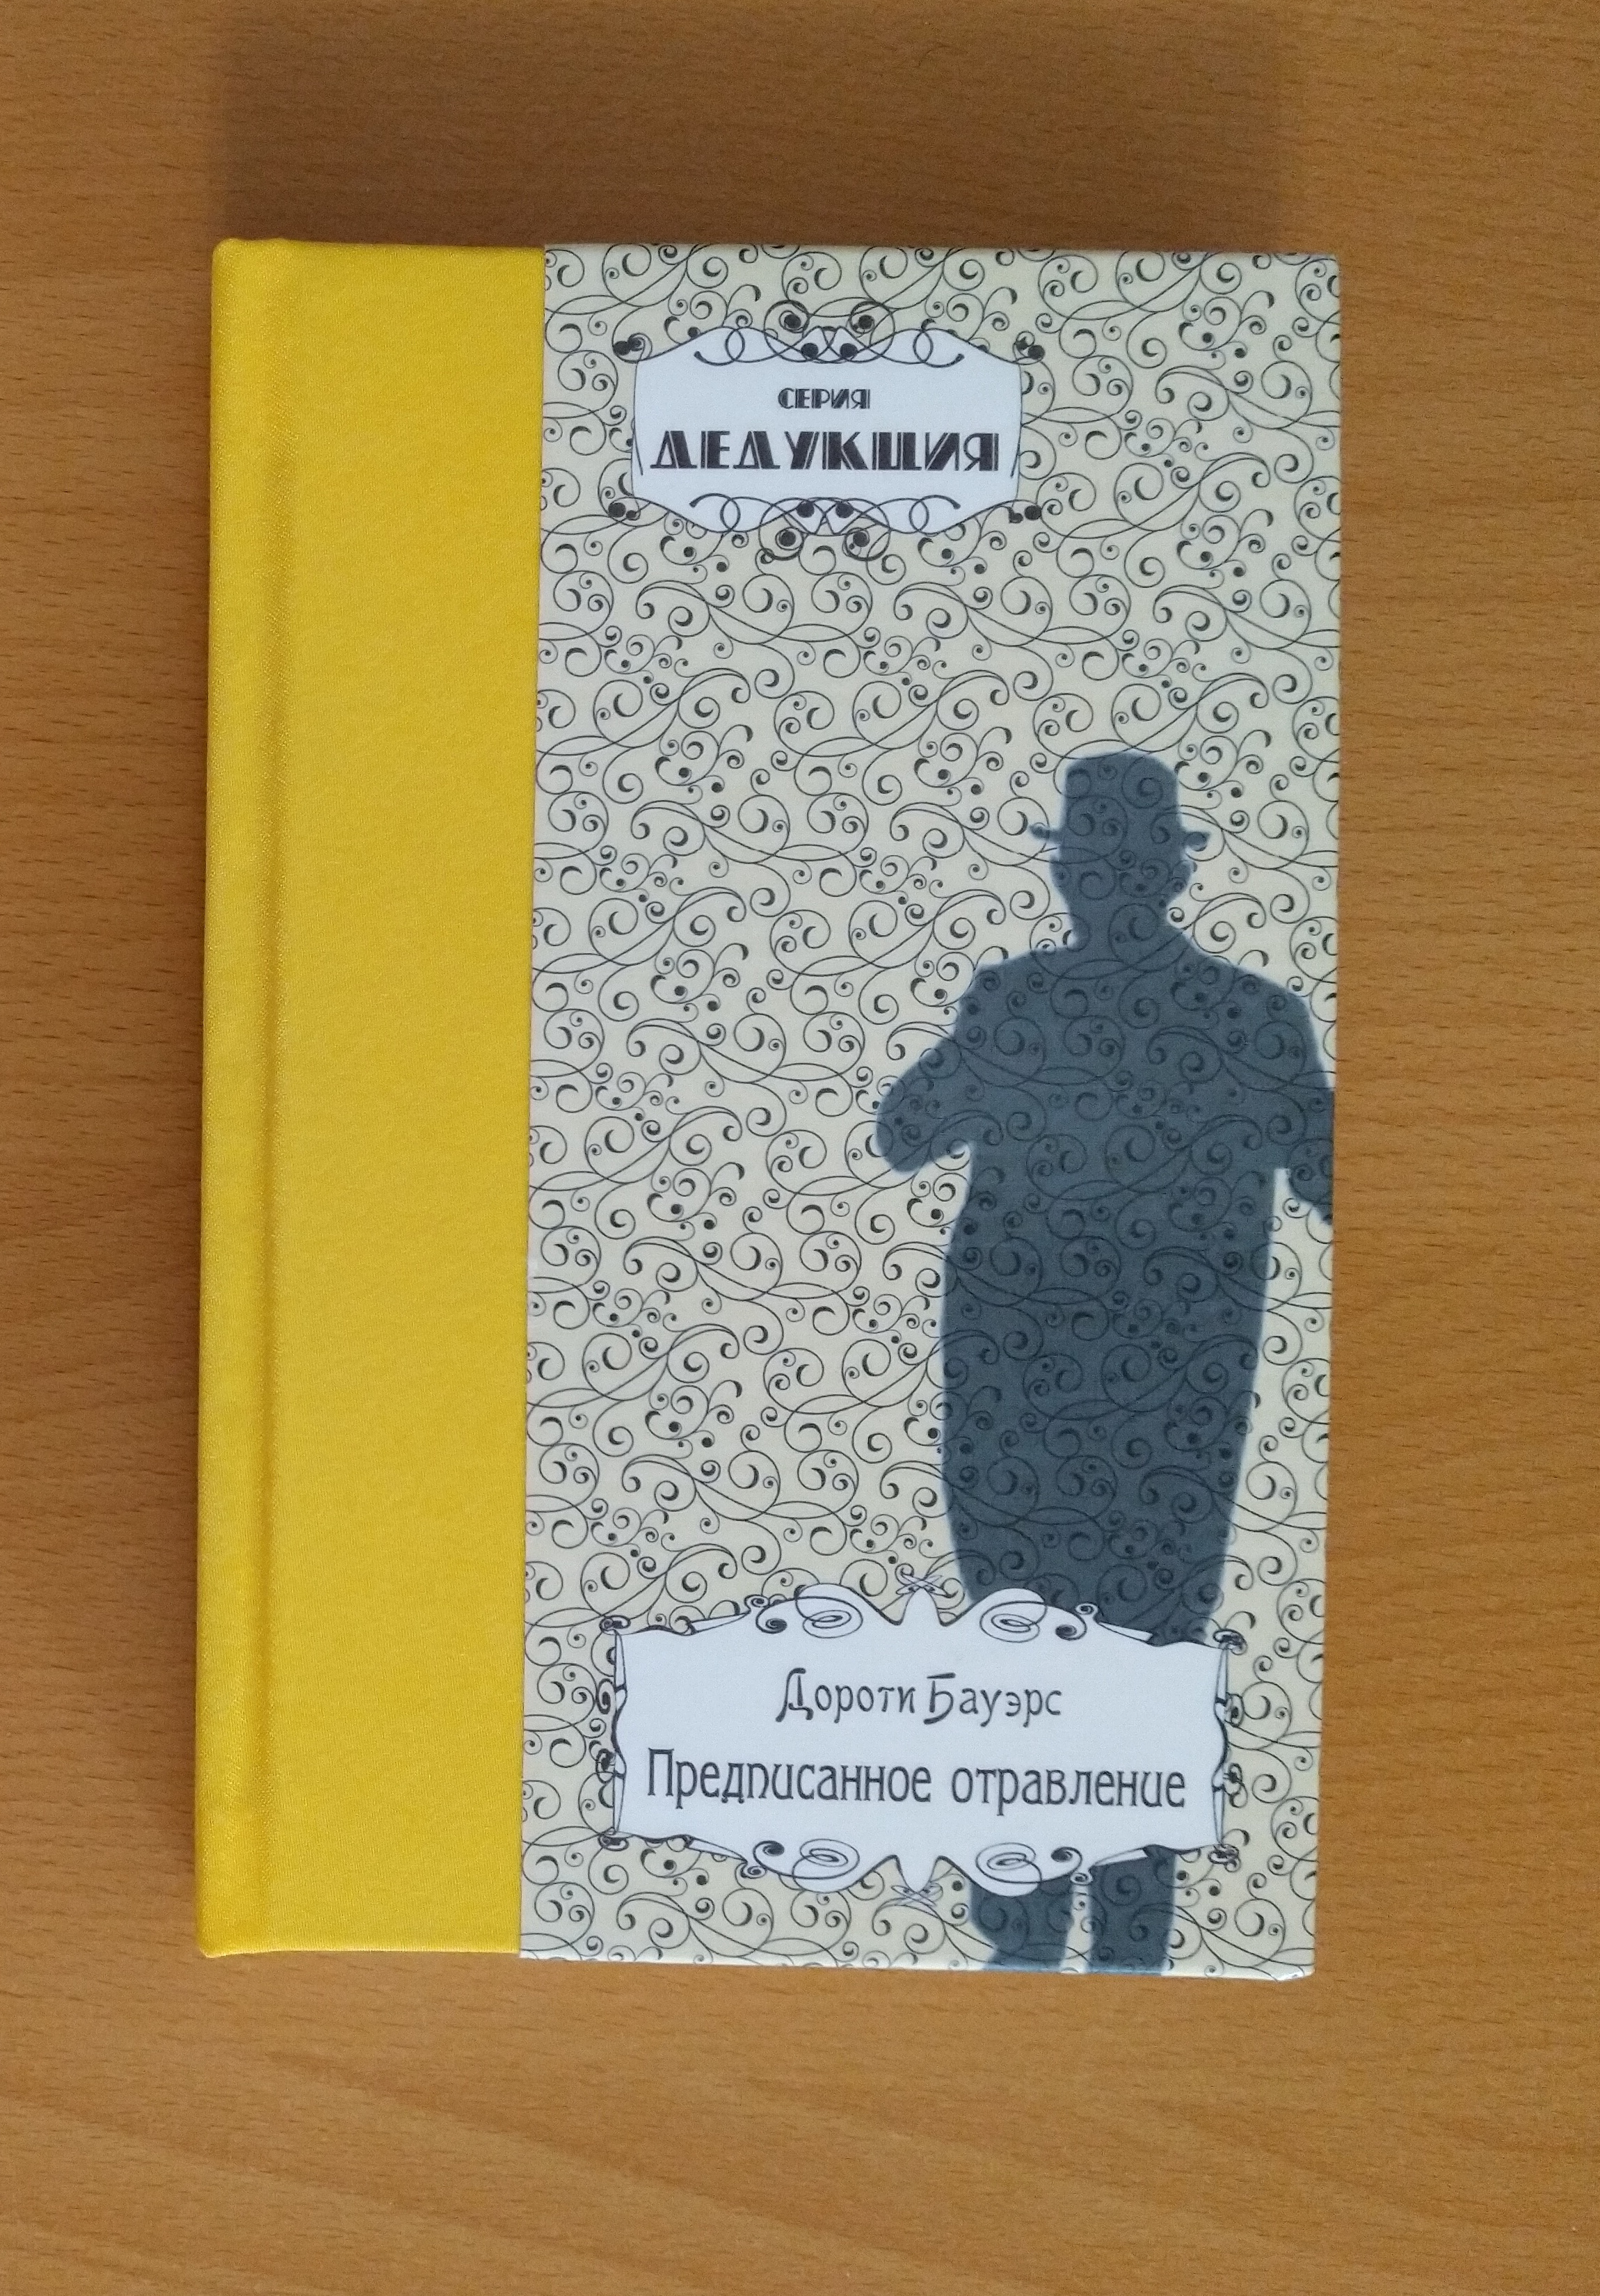 СЕРИЯ
ДЕДУКЦИЯ
Дороти Бауэрс
Предписанное отравление